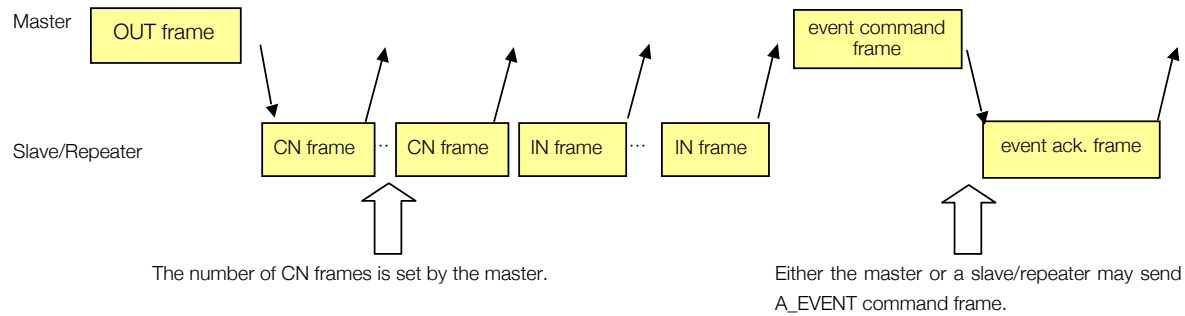 Master
OUT frame
event command
frame
Slave/Repeater
CN frame
...
CN frame
IN frame
...
IN frame
event ack. frame
The number of CN frames is set by the master.
Either the master or a slave/repeater may send
A_EVENT command frame.